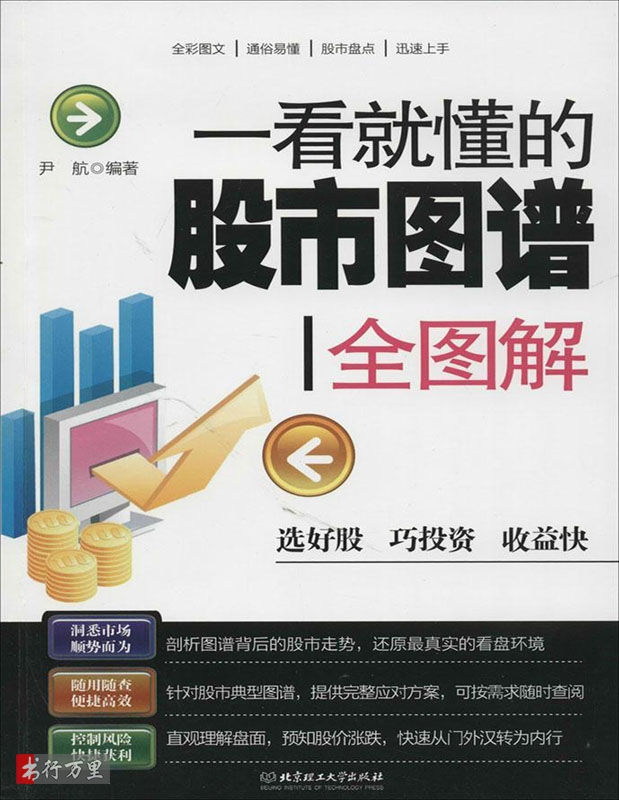 全彩图文 | 通俗易懂 | 股市盘点 | 迅速上手
一看就懂的
尹 航◎编著
股市图谱
全图解
选好股 巧投资 收益快
洞悉市场
顺势而为
剖析图谱背后的股市走势，还原最真实的看盘环境
随用随查
便捷高效
针对股市典型图谱，提供完整应对方案，可按需求随时查阅
控制风险
快捷获利
直观理解盘面，预知股价涨跌，快速从门外汉转为内行
书行万里
北京理工大学出版社
BEIJING INSTITUTE OF TECHNOLOGY PRESS